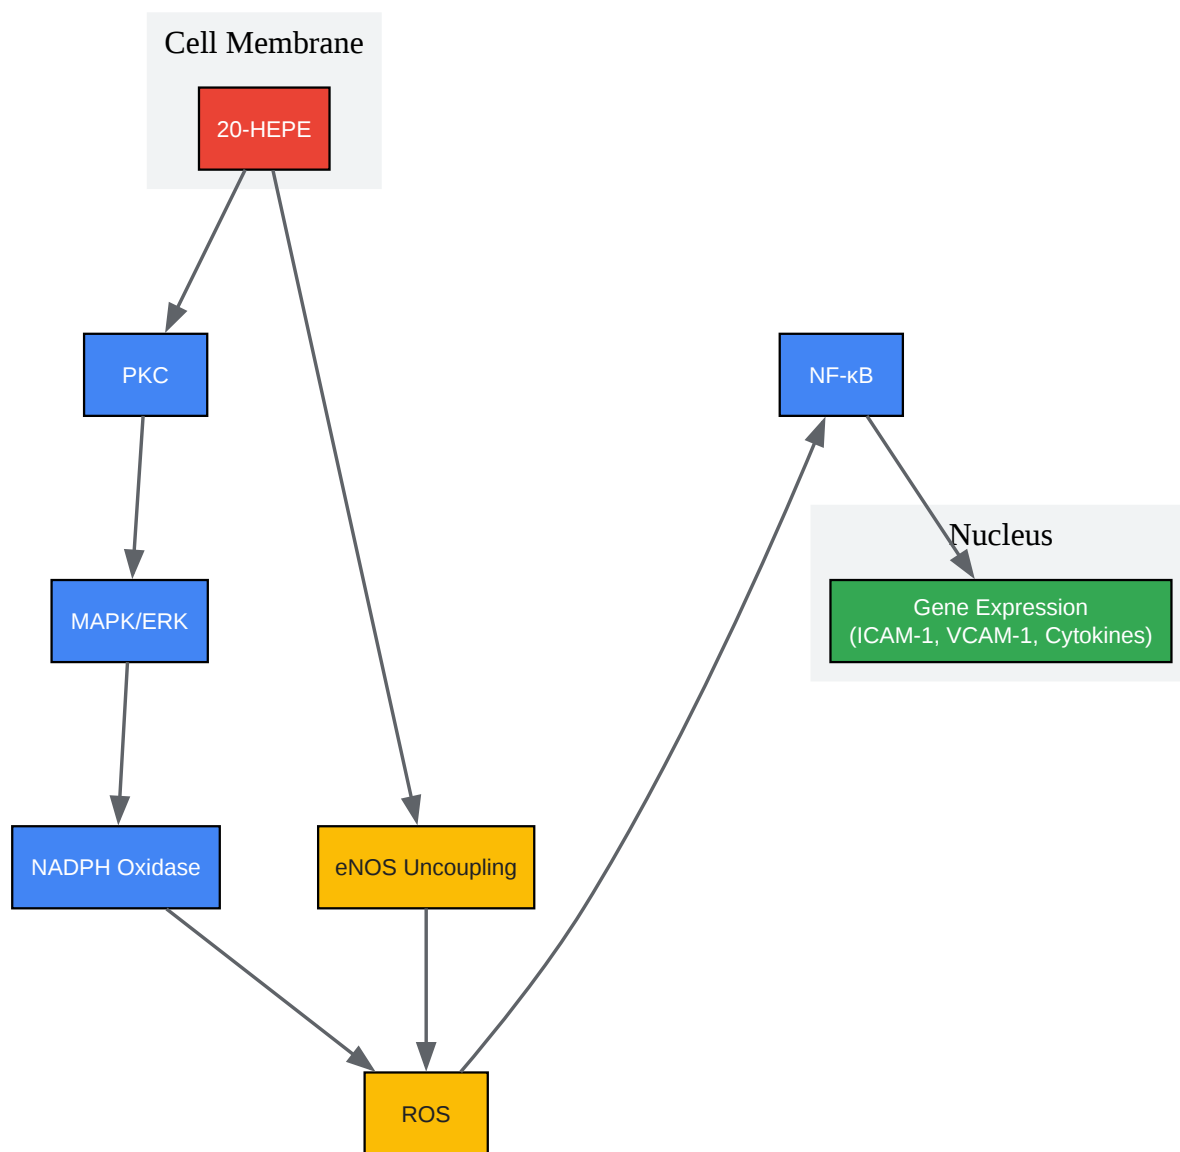 Cell Membrane
20-HEPE
PKC
NF-κB
Nucleus
MAPK/ERK
Gene Expression
(ICAM-1, VCAM-1, Cytokines)
NADPH Oxidase
eNOS Uncoupling
ROS